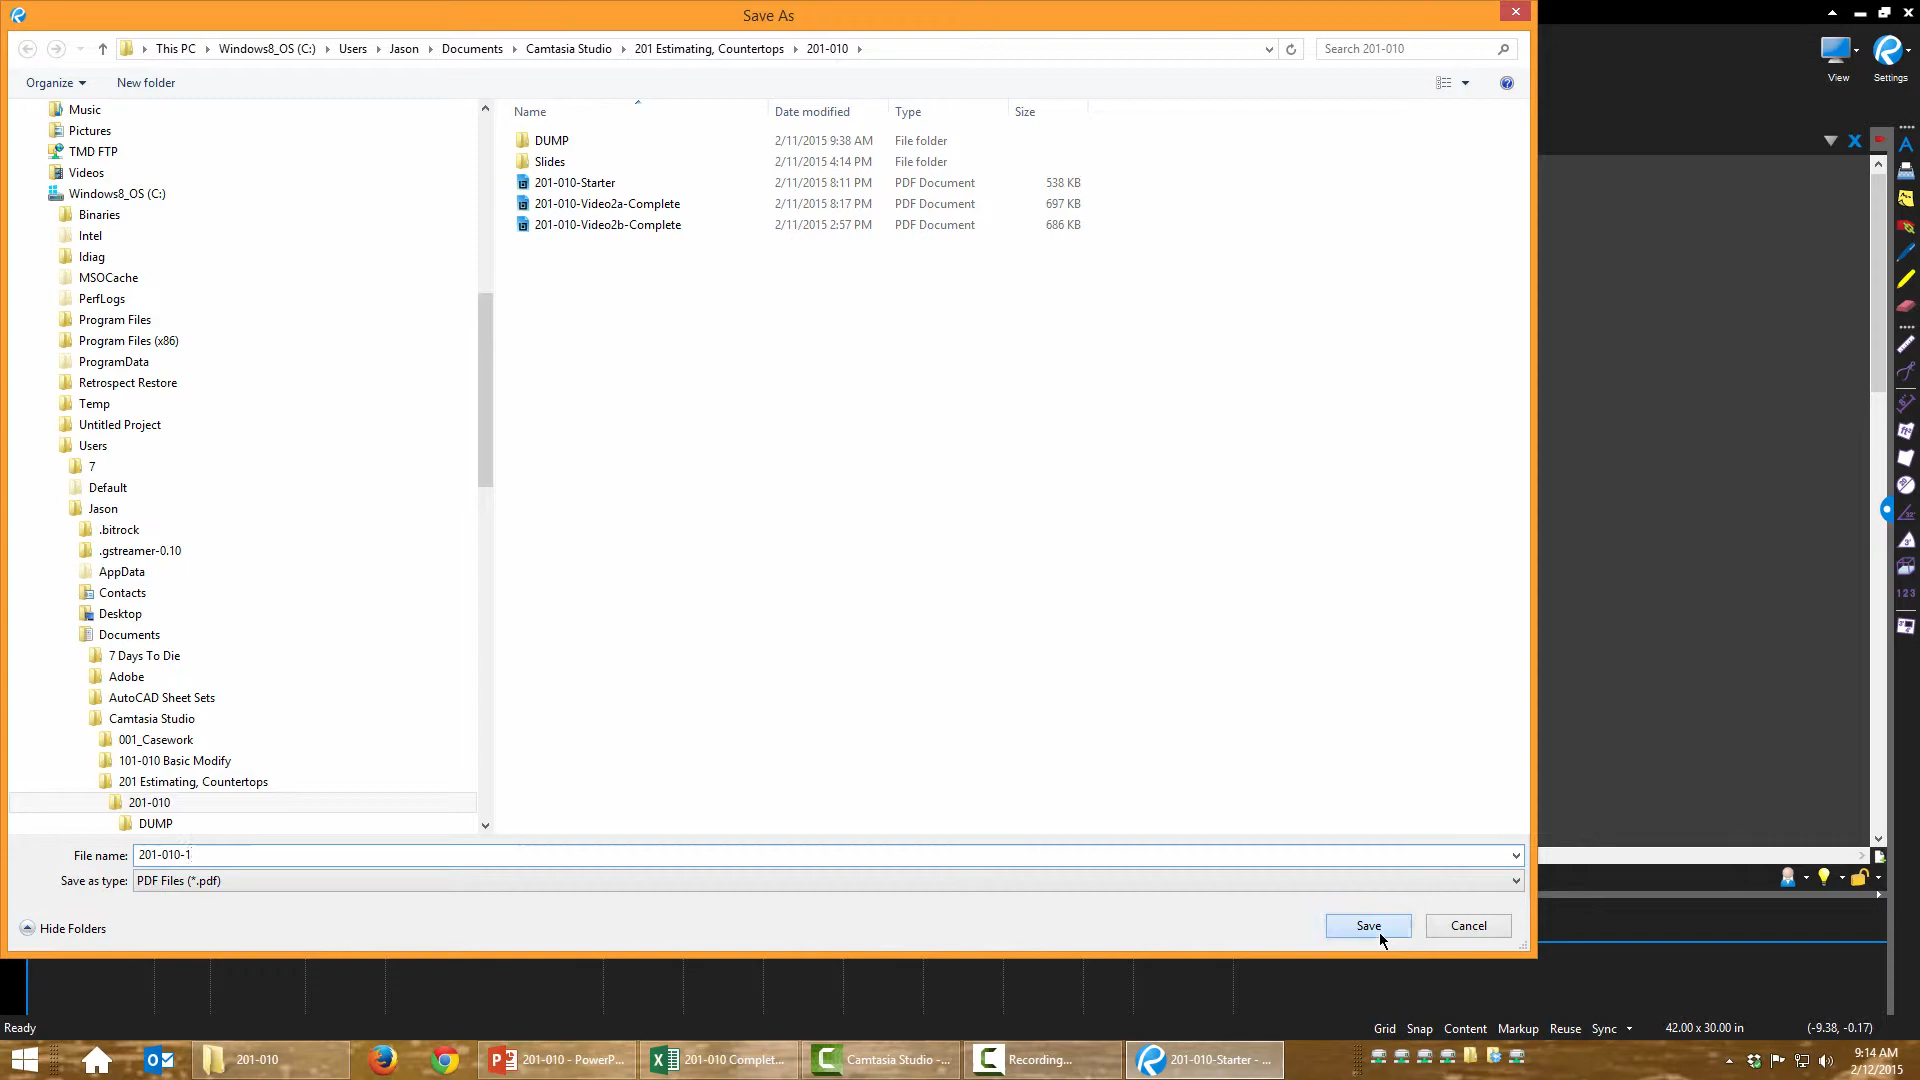 Save As
This PC
Windows8_OS (C:)
Users
Jason
Documents
Camtasia Studio
201 Estimating, Countertops
201-010
Search 201-010
View
Settings
Organize
New folder
Name
Date modified
Type
Size
DUMP 2/11/2015 9:38 AM File folder
Slides 2/11/2015 4:14 PM File folder
201-010-Starter 2/11/2015 8:11 PM PDF Document 538 KB
201-010-Video2a-Complete 2/11/2015 8:17 PM PDF Document 697 KB
201-010-Video2b-Complete 2/11/2015 2:57 PM PDF Document 686 KB
Music
Pictures
TMD FTP
Videos
Windows8_OS (C:)
Binaries
Intel
Idiag
MSOCache
PerfLogs
Program Files
Program Files (x86)
ProgramData
Retrospect Restore
Temp
Untitled Project
Users
7
Default
Jason
.bitrock
.gstreamer-0.10
AppData
Contacts
Desktop
Documents
7 Days To Die
Adobe
AutoCAD Sheet Sets
Camtasia Studio
001_Casework
101-010 Basic Modify
201 Estimating, Countertops
201-010
DUMP
File name: 201-010-1
Save as type: PDF Files (*.pdf)
Hide Folders
Save
Cancel
Ready
Grid Snap Content Markup Reuse Sync 42.00 x 30.00 in (-9.38, -0.17)
201-010
201-010 - PowerP...
201-010 Complet...
Camtasia Studio -...
Recording...
201-010-Starter - ...
9:14 AM
2/12/2015